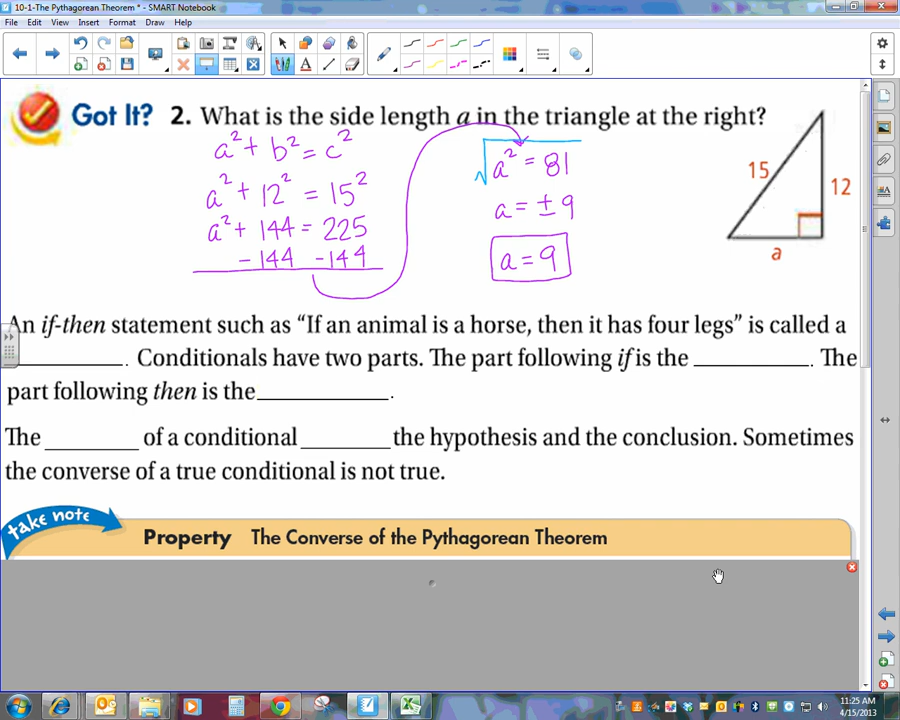 10-1-The Pythagorean Theorem * - SMART Notebook
File Edit View Insert Format Draw Help
Got It? 2. What is the side length a in the triangle at the right?
a² + b² = c²
a² + 12² = 15²
a² + 144 = 225
-144 -144
√a² = 81
a = ± 9
a = 9
15
12
a
An if-then statement such as “If an animal is a horse, then it has four legs” is called a
__________. Conditionals have two parts. The part following if is the __________. The
part following then is the __________.
The ________ of a conditional ________ the hypothesis and the conclusion. Sometimes
the converse of a true conditional is not true.
take note
Property The Converse of the Pythagorean Theorem
11:25 AM
4/15/2013